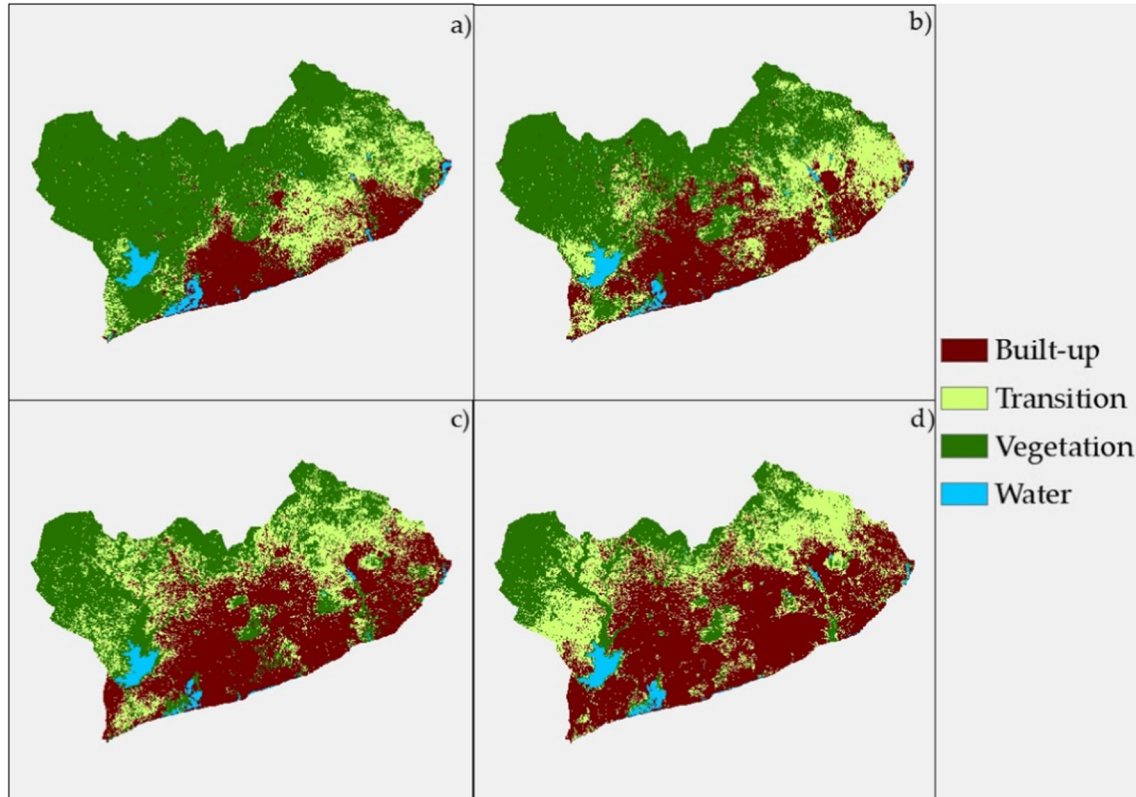 a)
b)
c)
d)
Built-up
Transition
Vegetation
Water